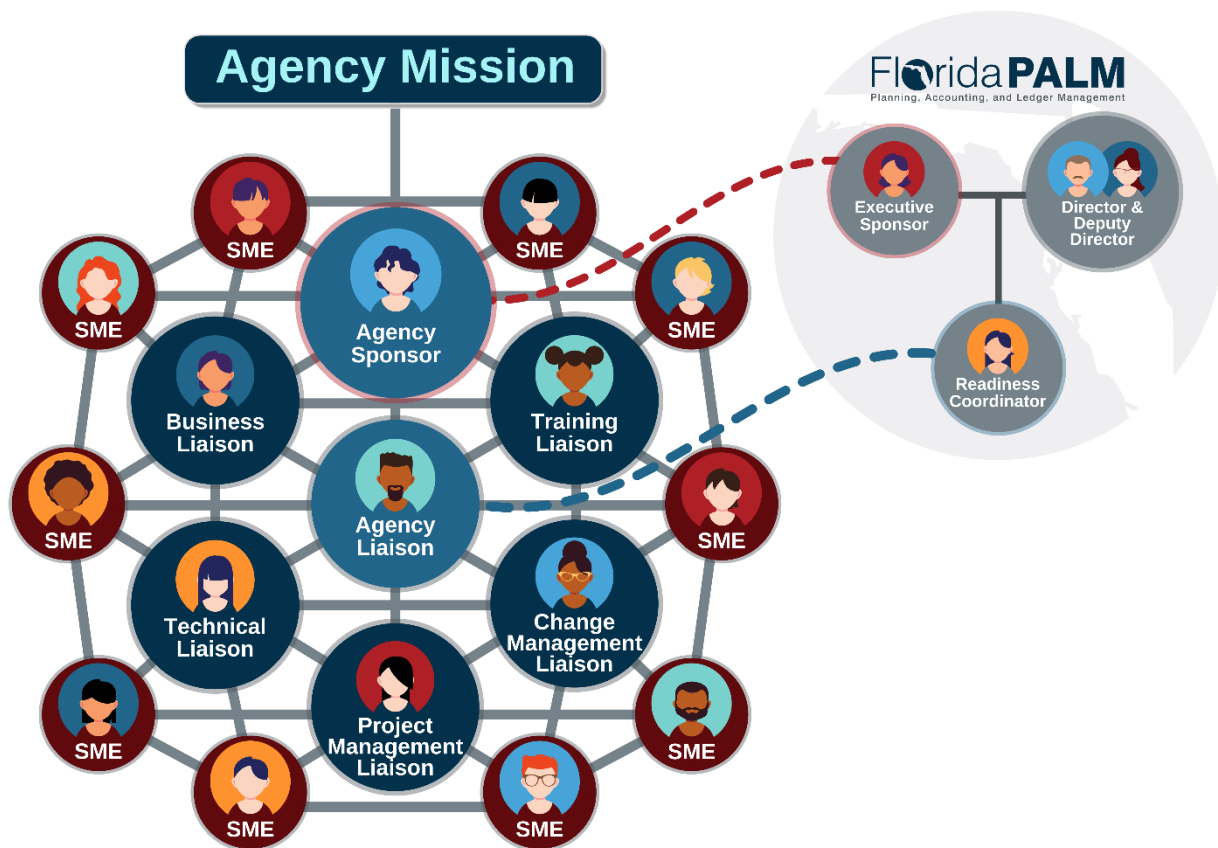 Agency Mission
Florida PALM
Planning, Accounting, and Ledger Management
Executive
Sponsor
Director &
Deputy
Director
Readiness
Coordinator
SME
SME
SME
SME
Agency
Sponsor
Business
Liaison
Training
Liaison
SME
Agency
Liaison
SME
Technical
Liaison
Change
Management
Liaison
SME
Project
Management
Liaison
SME
SME
SME